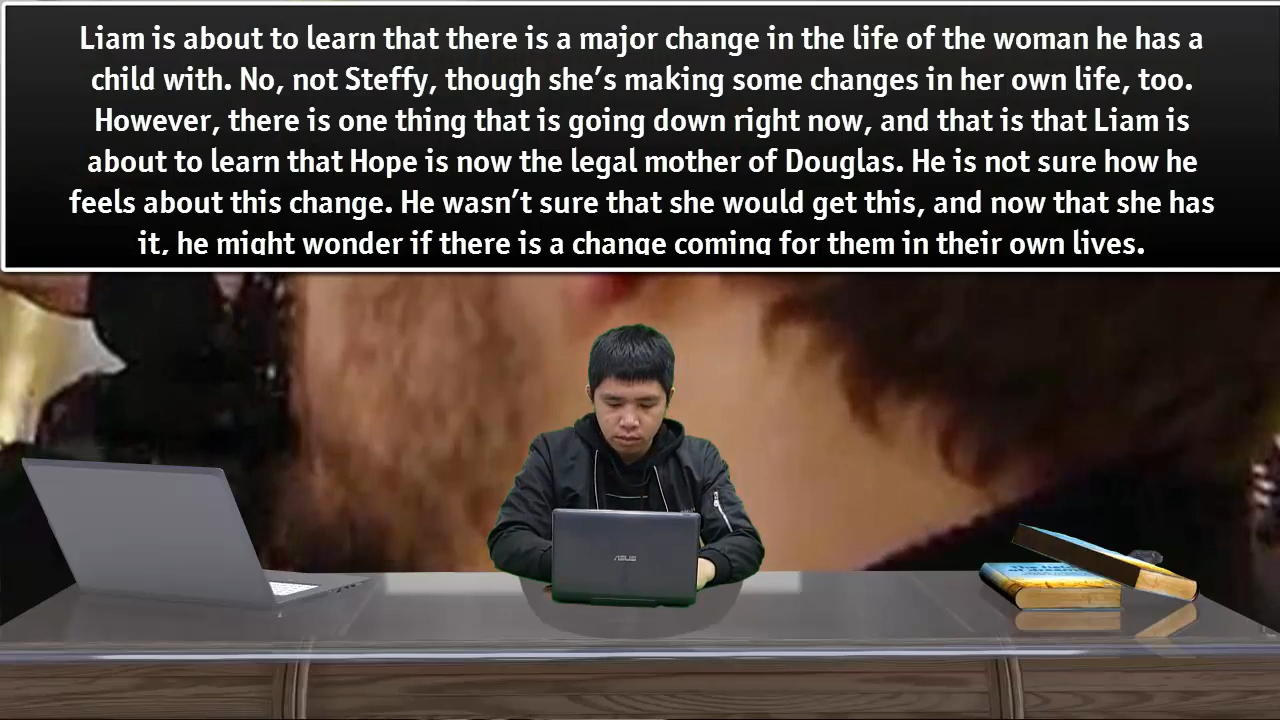 Liam is about to learn that there is a major change in the life of the woman he has a
child with. No, not Steffy, though she’s making some changes in her own life, too.
However, there is one thing that is going down right now, and that is that Liam is
about to learn that Hope is now the legal mother of Douglas. He is not sure how he
feels about this change. He wasn’t sure that she would get this, and now that she has
it, he might wonder if there is a change coming for them in their own lives.
ASUS